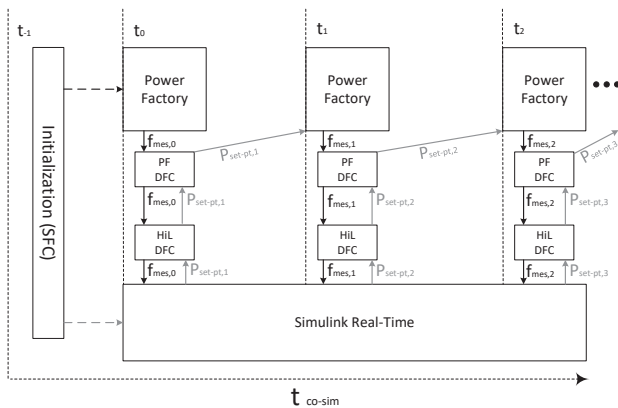 t-1
t0
t1
t2
Initialization (SFC)
Power
Factory
Power
Factory
Power
Factory
fmes,0
fmes,1
fmes,2
Pset-pt,1
Pset-pt,2
Pset-pt,3
PF
DFC
PF
DFC
PF
DFC
fmes,0
Pset-pt,1
fmes,1
Pset-pt,2
fmes,2
Pset-pt,3
HiL
DFC
HiL
DFC
HiL
DFC
fmes,0
Pset-pt,1
fmes,1
Pset-pt,2
fmes,2
Pset-pt,3
Simulink Real-Time
t co-sim